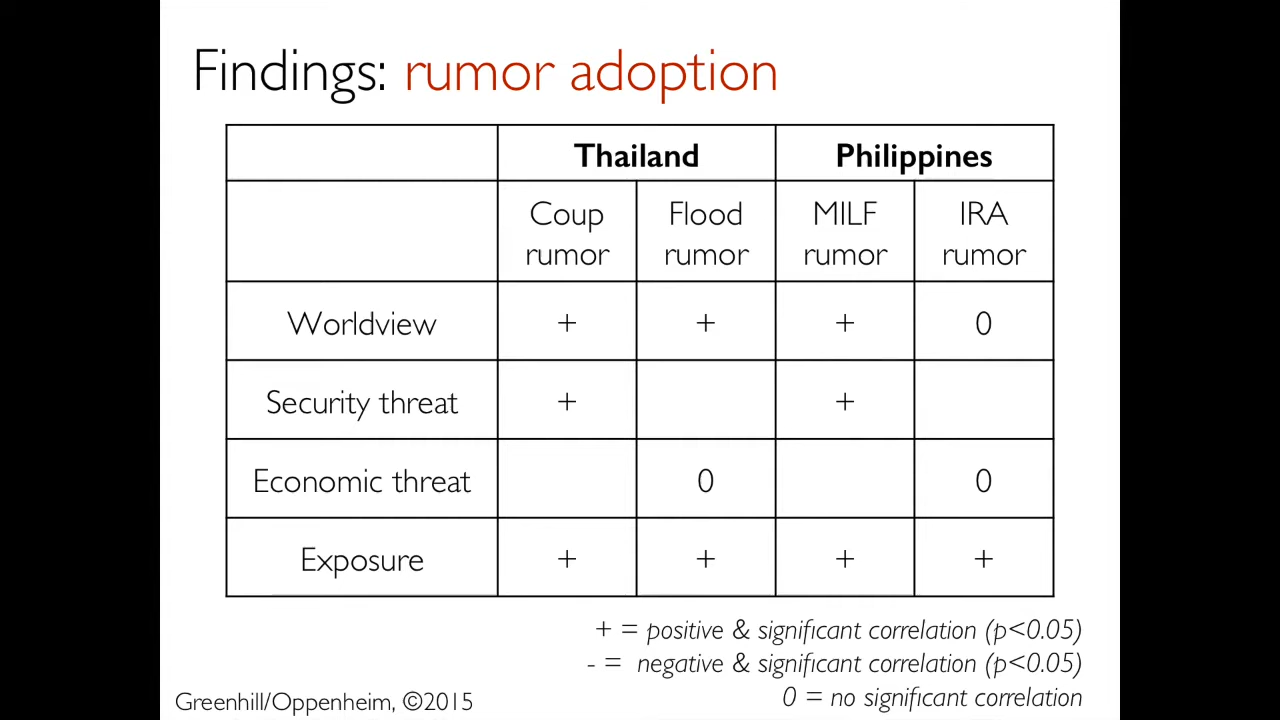 Findings: rumor adoption
Thailand Philippines
Coup rumor Flood rumor MILF rumor IRA rumor
Worldview + + + 0
Security threat + +
Economic threat 0 0
Exposure + + + +
+ = positive & significant correlation (p<0.05)
- = negative & significant correlation (p<0.05)
0 = no significant correlation
Greenhill/Oppenheim, ©2015